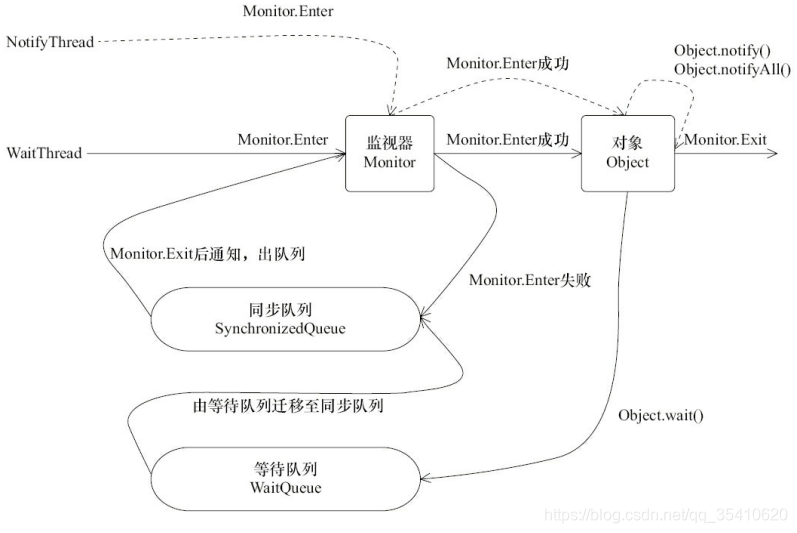 Monitor.Enter
NotifyThread
Object.notify()
Monitor.Enter成功
Object.notifyAll()
Monitor.Enter
监视器
Monitor
Monitor.Enter成功
对象
Object
Monitor.Exit
WaitThread
Monitor.Exit后通知，出队列
Monitor.Enter失败
同步队列
SynchronizedQueue
由等待队列迁移至同步队列
Object.wait()
等待队列
WaitQueue
https://blog.csdn.net/qq_35410620